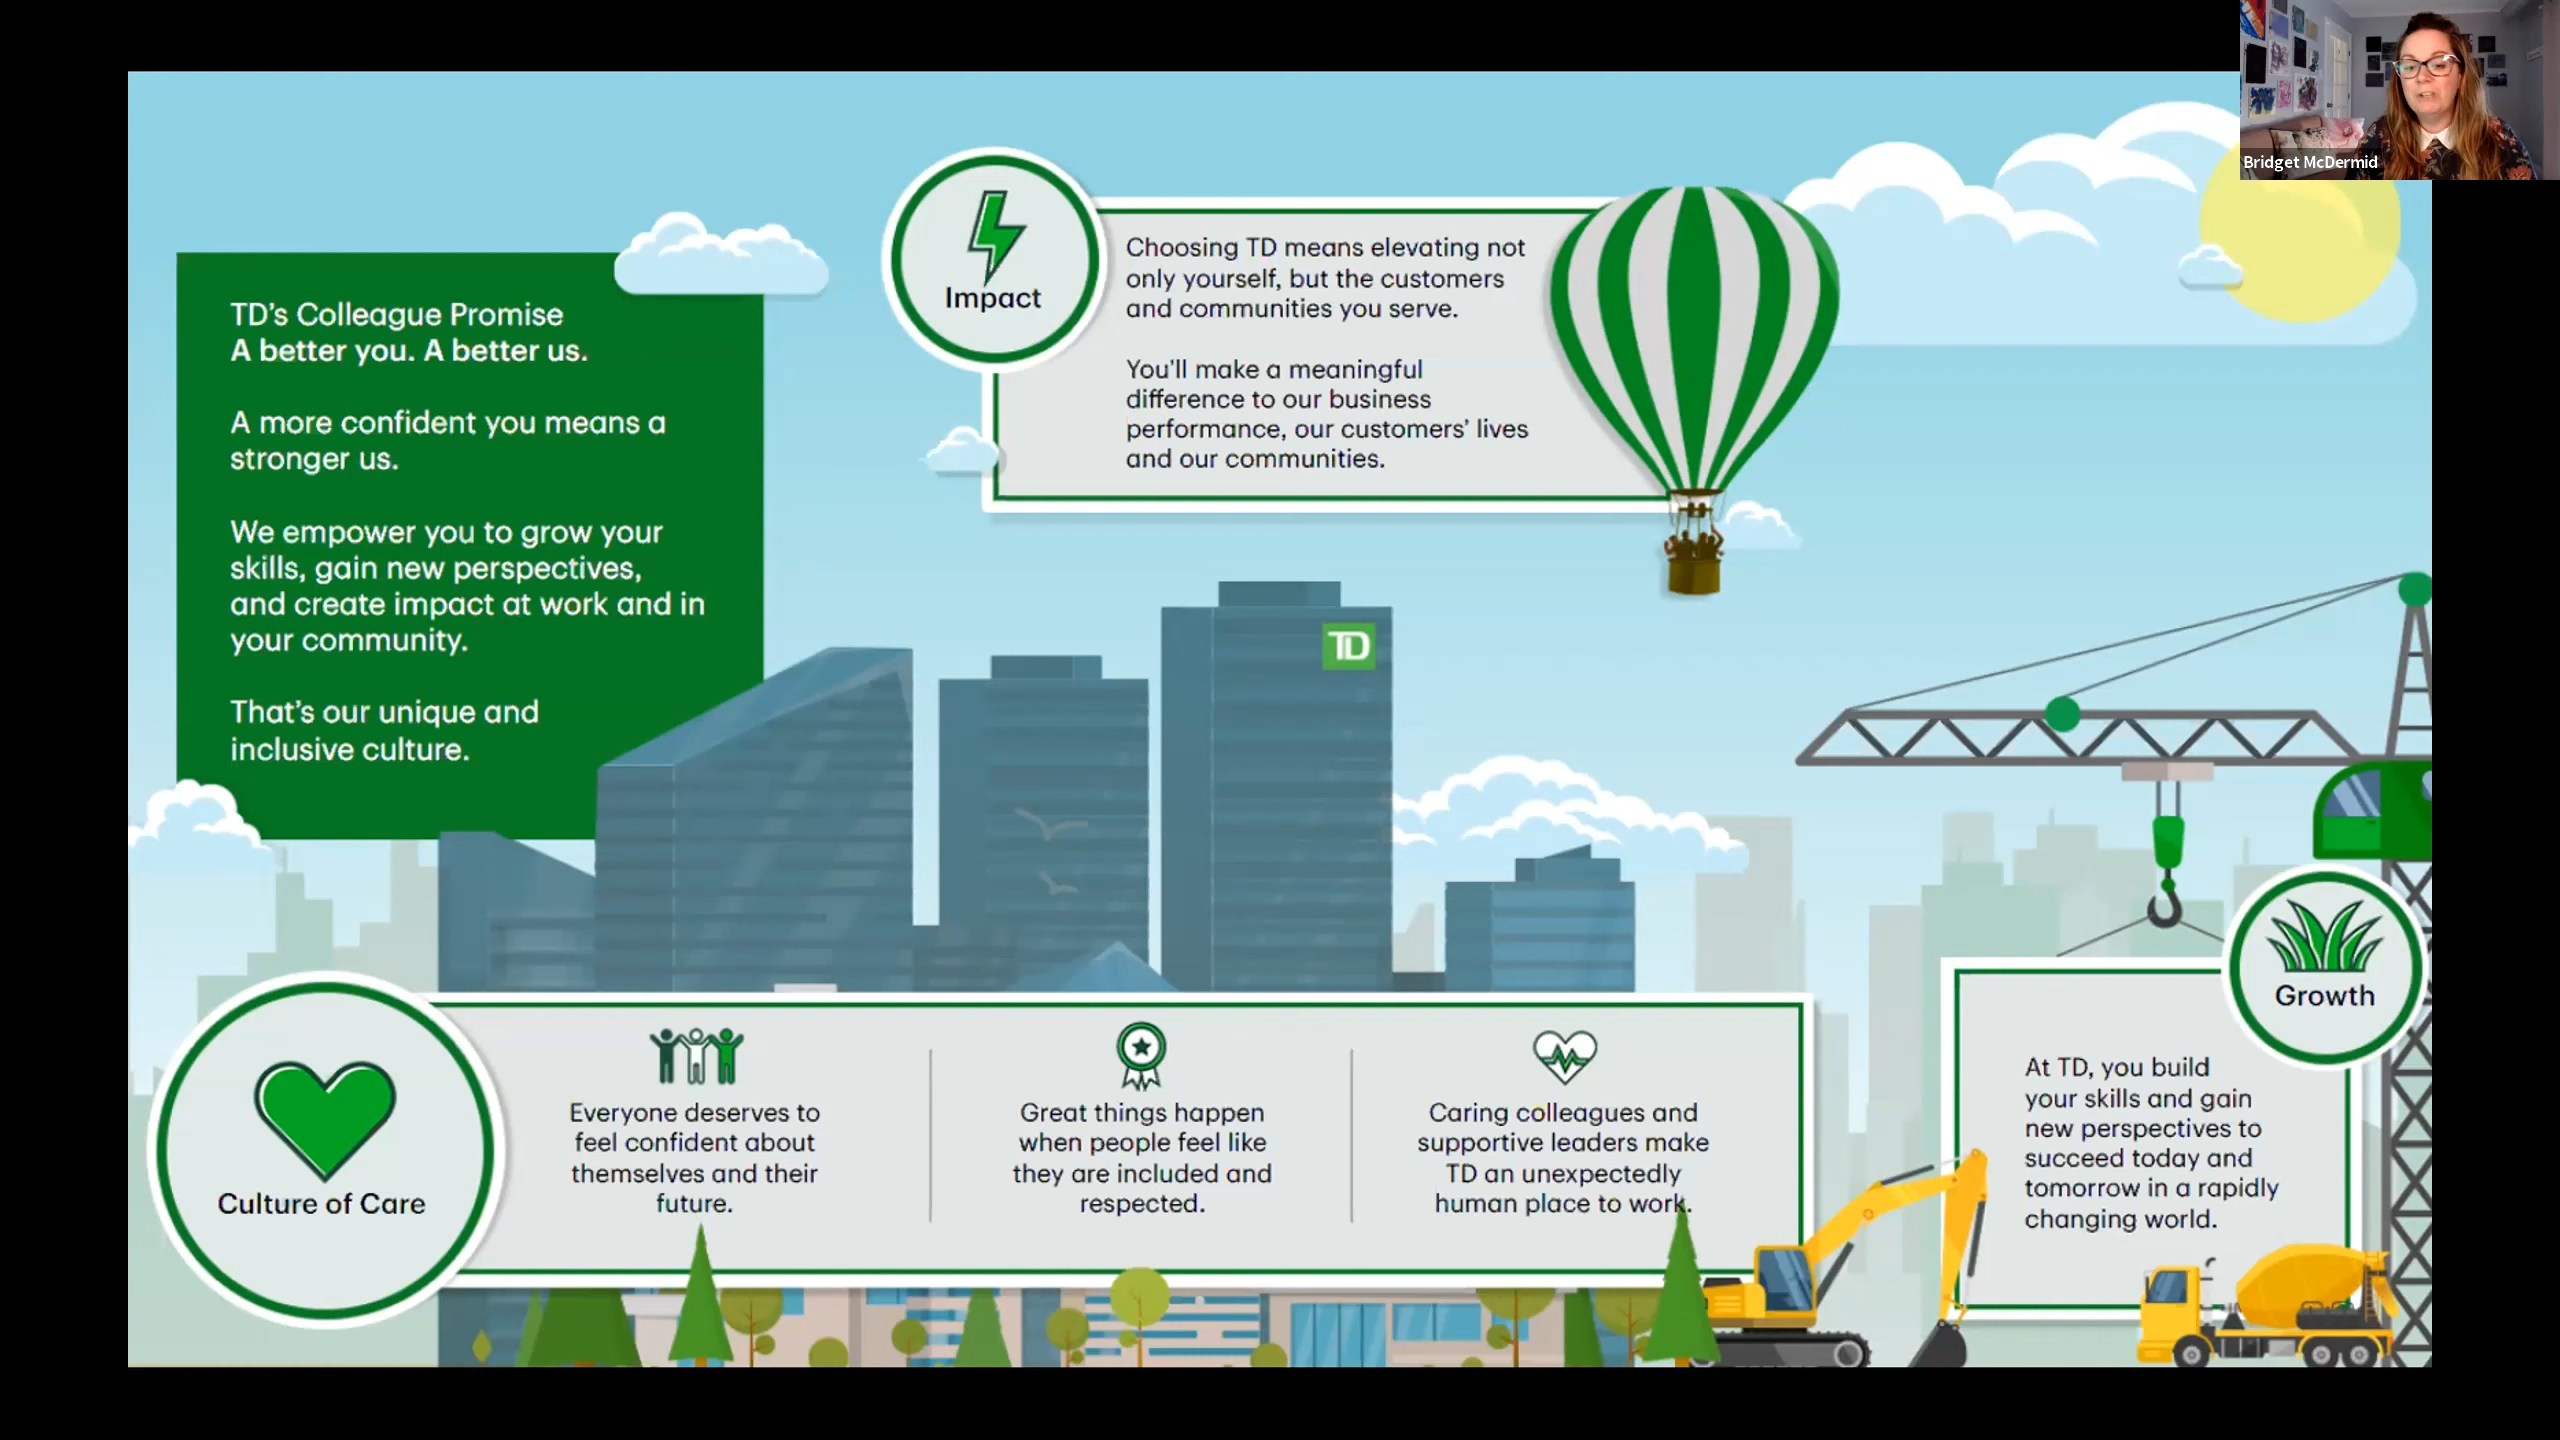 Bridget McDermid
TD's Colleague Promise
A better you. A better us.
A more confident you means a
stronger us.
We empower you to grow your
skills, gain new perspectives,
and create impact at work and in
your community.
That's our unique and
inclusive culture.
Impact
Choosing TD means elevating not
only yourself, but the customers
and communities you serve.
You'll make a meaningful
difference to our business
performance, our customers' lives
and our communities.
TD
Culture of Care
Everyone deserves to
feel confident about
themselves and their
future.
Great things happen
when people feel like
they are included and
respected.
Caring colleagues and
supportive leaders make
TD an unexpectedly
human place to work.
Growth
At TD, you build
your skills and gain
new perspectives to
succeed today and
tomorrow in a rapidly
changing world.